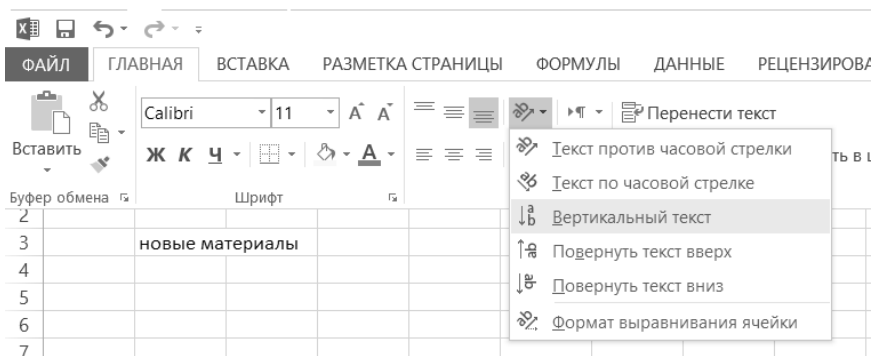 ФАЙЛ ГЛАВНАЯ ВСТАВКА РАЗМЕТКА СТРАНИЦЫ ФОРМУЛЫ ДАННЫЕ РЕЦЕНЗИРОВА
Calibri 11 Перенести текст
Вставить Ж К Ч А ть в ц
Буфер обмена Шрифт
Текст против часовой стрелки
Текст по часовой стрелке
Вертикальный текст
Повернуть текст вверх
Повернуть текст вниз
Формат выравнивания ячейки
2
3 новые материалы
4
5
6
7